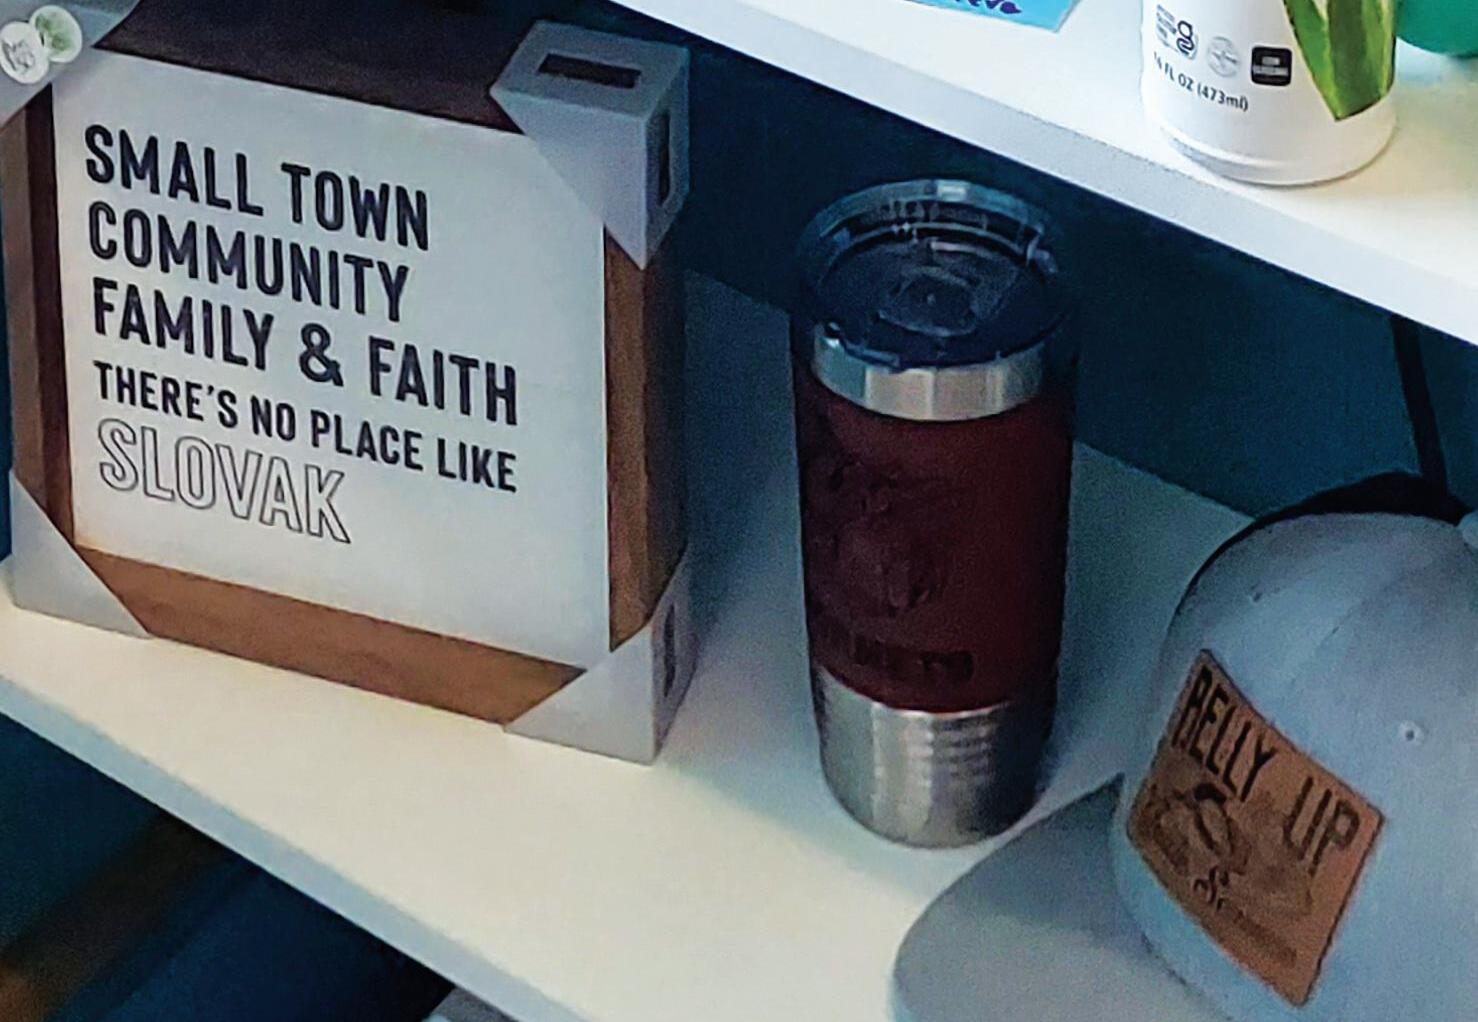 SMALL TOWN
COMMUNITY
FAMILY & FAITH
THERE'S NO PLACE LIKE
SLOVAK
16 FL OZ (473ml)
BELLY UP